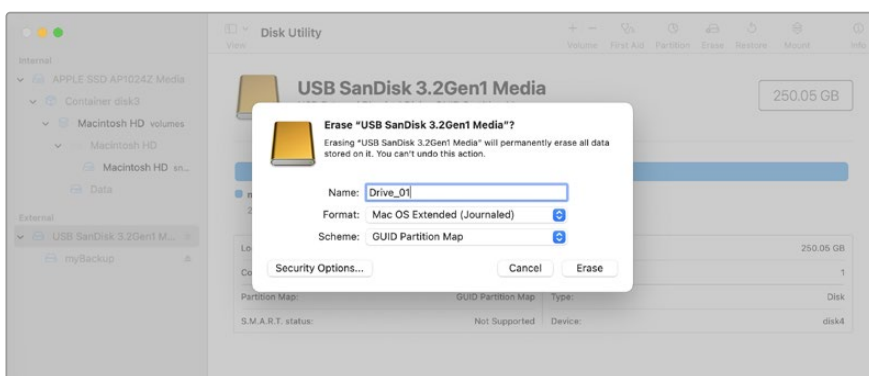 Disk Utility
View
Volume First Aid Partition Erase Restore Mount Info
Internal
APPLE SSD AP1024Z Media
Container disk3
Macintosh HD volumes
Macintosh HD
Macintosh HD sn...
Data
External
USB SanDisk 3.2Gen1 M...
myBackup
USB SanDisk 3.2Gen1 Media
250.05 GB
Erase “USB SanDisk 3.2Gen1 Media”?
Erasing “USB SanDisk 3.2Gen1 Media” will permanently erase all data
stored on it. You can’t undo this action.
Name: Drive_01
Format: Mac OS Extended (Journaled)
Scheme: GUID Partition Map
Security Options... Cancel Erase
250.05 GB
1
Partition Map: GUID Partition Map Type: Disk
S.M.A.R.T. status: Not Supported Device: disk4